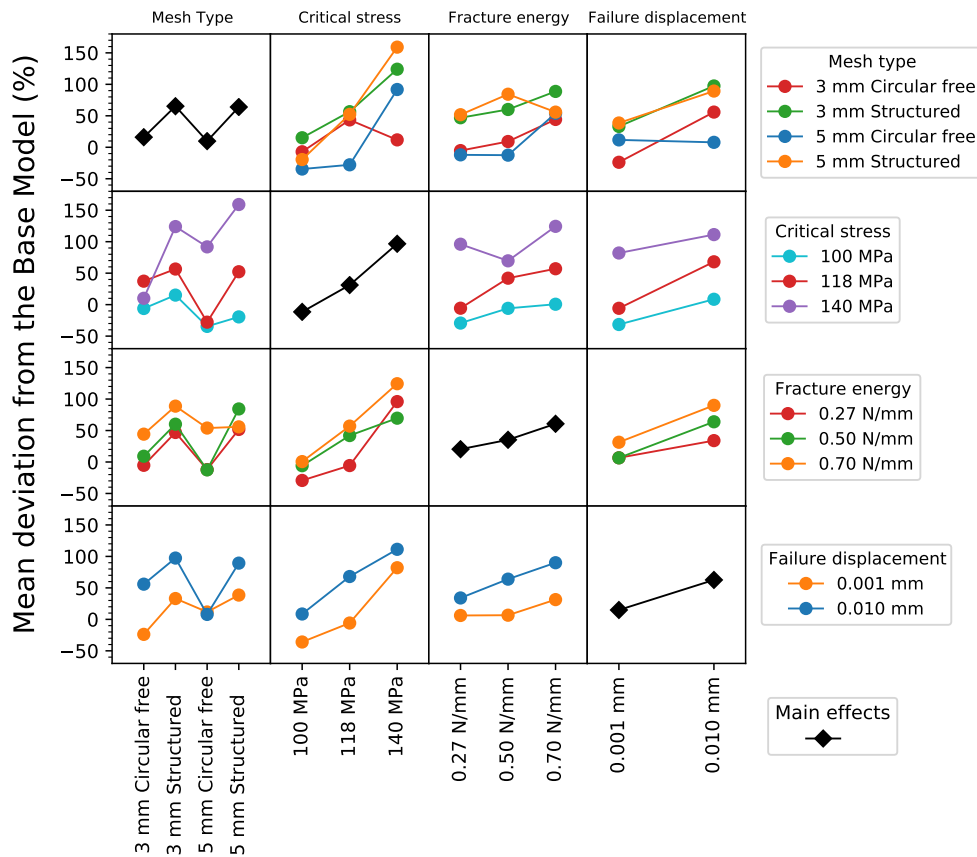 Mesh Type Critical stress Fracture energy Failure displacement
Mean deviation from the Base Model (%)
150
100
50
0
−50
150
100
50
0
−50
150
100
50
0
−50
150
100
50
0
−50
Mesh type
3 mm Circular free
3 mm Structured
5 mm Circular free
5 mm Structured
Critical stress
100 MPa
118 MPa
140 MPa
Fracture energy
0.27 N/mm
0.50 N/mm
0.70 N/mm
Failure displacement
0.001 mm
0.010 mm
Main effects
3 mm Circular free
3 mm Structured
5 mm Circular free
5 mm Structured
100 MPa
118 MPa
140 MPa
0.27 N/mm
0.50 N/mm
0.70 N/mm
0.001 mm
0.010 mm